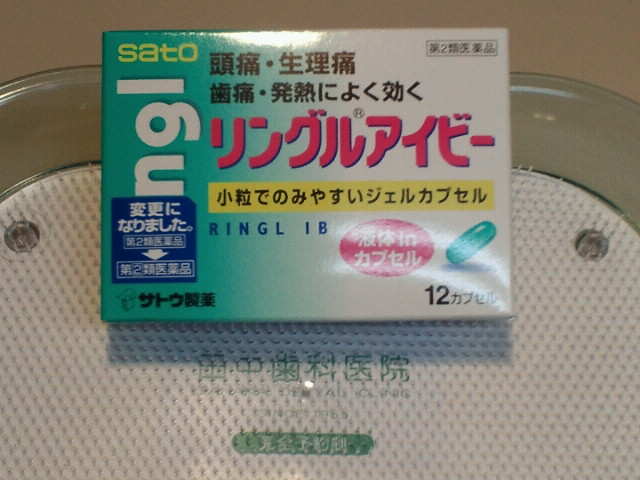 sato
頭痛・生理痛
第2類医薬品
歯痛・発熱によく効く
ngl
リングルアイビー®
小粒でのみやすいジェルカプセル
RINGL IB
変更に
なりました。
第2類医薬品
第②類医薬品
液体in
カプセル
サトウ製薬
12カプセル
田中歯科医院
完全予約制